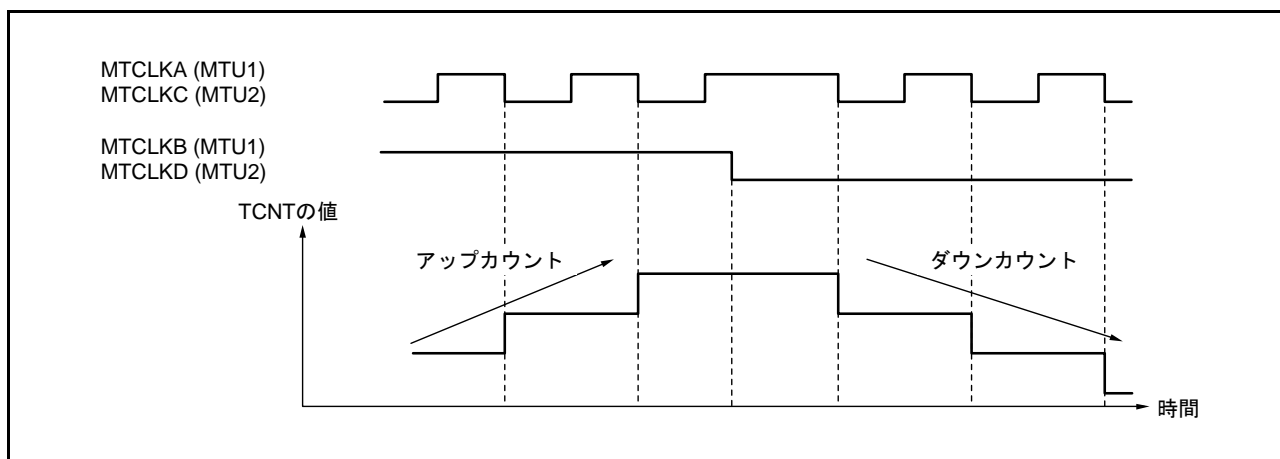 MTCLKA (MTU1)
MTCLKC (MTU2)
MTCLKB (MTU1)
MTCLKD (MTU2)
TCNTの値
アップカウント
ダウンカウント
時間